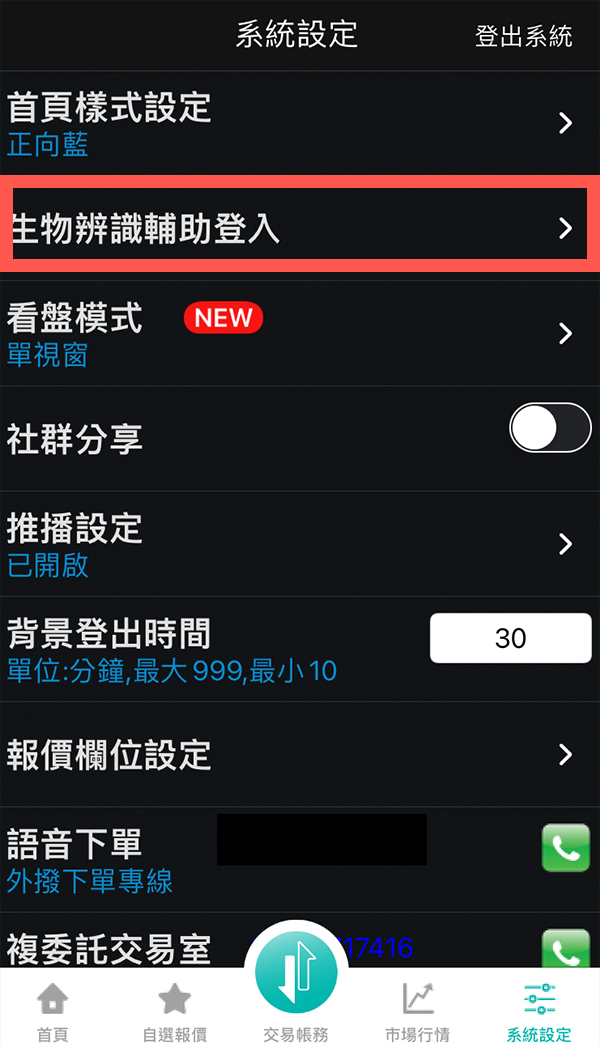 系統設定
登出系統
首頁樣式設定
正向藍
生物辨識輔助登入
看盤模式 NEW
單視窗
社群分享
推播設定
已開啟
背景登出時間
30
單位:分鐘,最大999,最小10
報價欄位設定
語音下單
外撥下單專線
複委託交易室
17416
首頁
自選報價
交易帳務
市場行情
系統設定